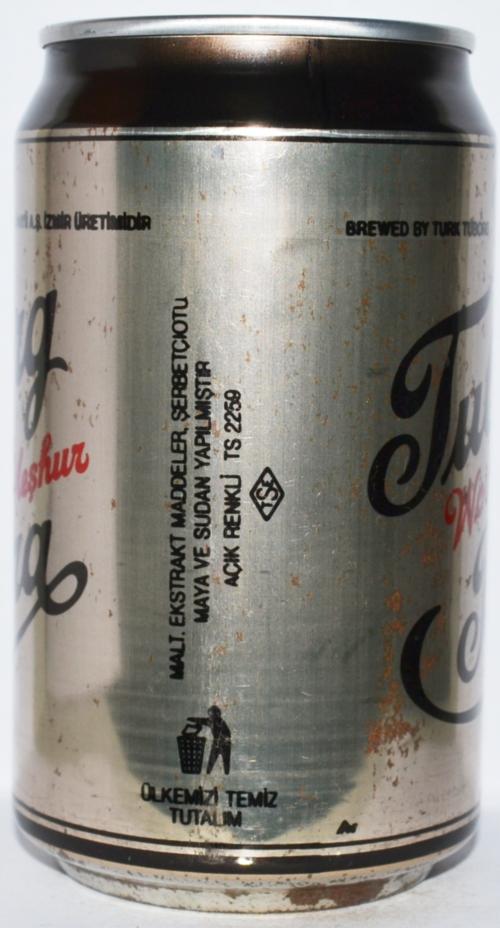 A.Ş. İZMİR ÜRETİMİDİR
BREWED BY TURK TUBORG
MALT. EKSTRAKT MADDELER, ŞERBETÇİOTU
MAYA VE SUDAN YAPILMIŞTIR
AÇIK RENKLİ TS 2259
TSE
ÜLKEMİZİ TEMİZ
TUTALIM